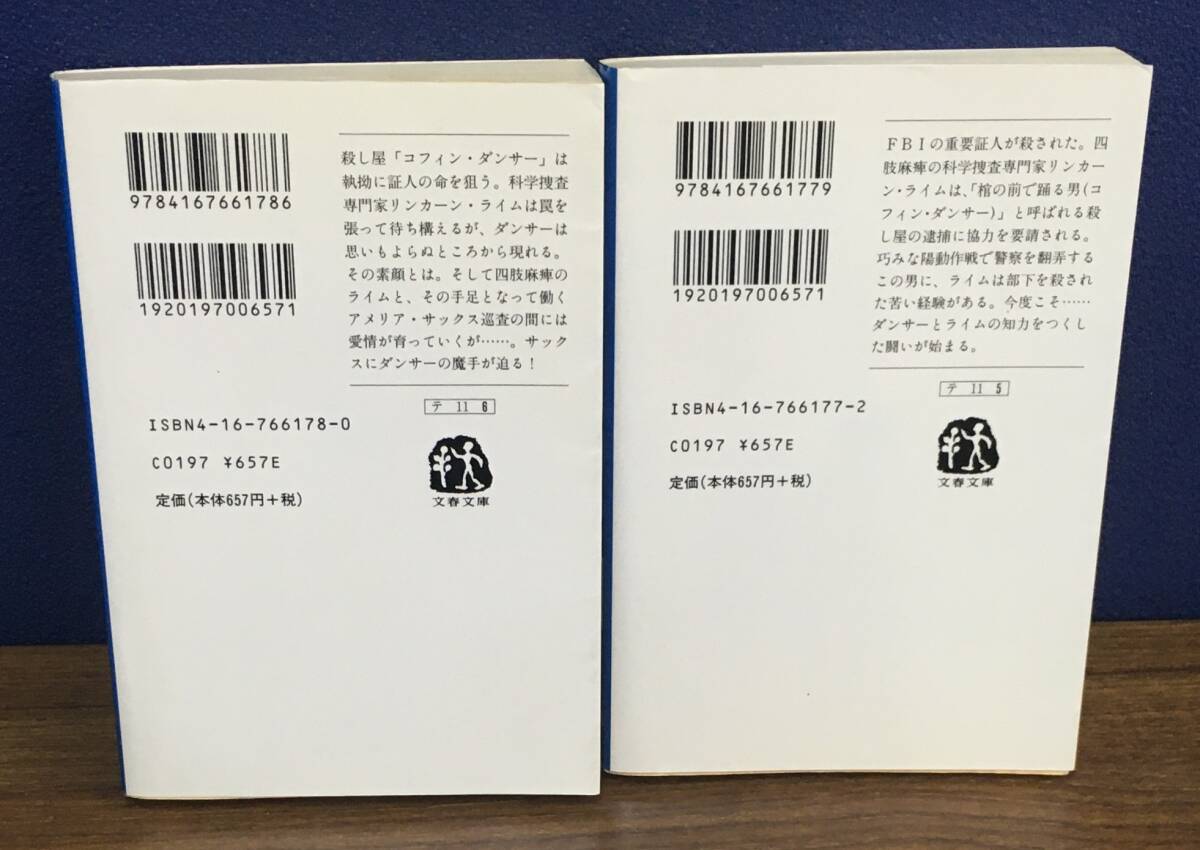 9784167661786
1920197006571
殺し屋「コフィン・ダンサー」は
執拗に証人の命を狙う。科学捜査
専門家リンカーン・ライムは罠を
張って待ち構えるが、ダンサーは
思いもよらぬところから現れる。
その素顔とは。そして四肢麻痺の
ライムと、その手足となって働く
アメリア・サックス巡査の間には
愛情が育っていくが……。サック
スにダンサーの魔手が迫る!
テ 11 6
ISBN4-16-766178-0
C0197 ¥657E
定価(本体657円+税)
文春文庫
9784167661779
1920197006571
FBIの重要証人が殺された。四
肢麻痺の科学捜査専門家リンカー
ン・ライムは、「棺の前で踊る男(コ
フィン・ダンサー)」と呼ばれる殺
し屋の逮捕に協力を要請される。
巧みな陽動作戦で警察を翻弄する
この男に、ライムは部下を殺され
た苦い経験がある。今度こそ……
ダンサーとライムの知力をつくし
た闘いが始まる。
テ 11 5
ISBN4-16-766177-2
C0197 ¥657E
定価(本体657円+税)
文春文庫